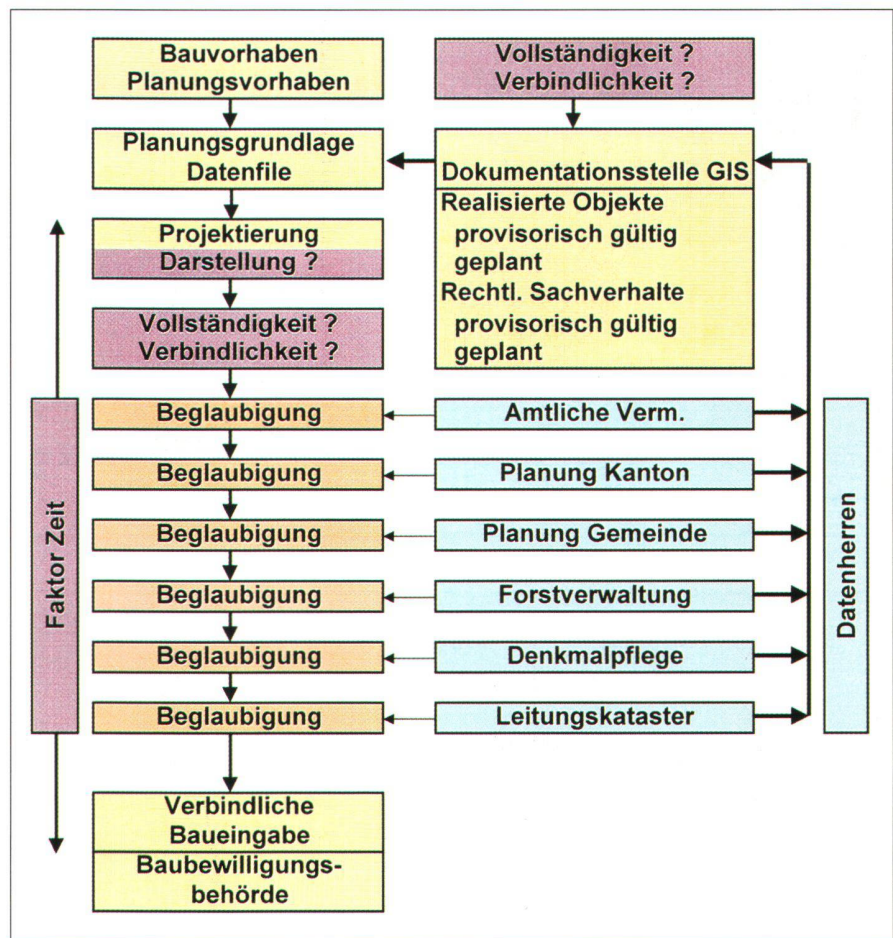 Bauvorhaben
Planungsvorhaben
Vollständigkeit ?
Verbindlichkeit ?
Planungsgrundlage
Datenfile
Dokumentationsstelle GIS
Realisierte Objekte
provisorisch gültig
geplant
Rechtl. Sachverhalte
provisorisch gültig
geplant
Projektierung
Darstellung ?
Vollständigkeit ?
Verbindlichkeit ?
Faktor Zeit
Beglaubigung
Amtliche Verm.
Beglaubigung
Planung Kanton
Beglaubigung
Planung Gemeinde
Beglaubigung
Forstverwaltung
Beglaubigung
Denkmalpflege
Beglaubigung
Leitungskataster
Datenherren
Verbindliche
Baueingabe
Baubewilligungs-
behörde